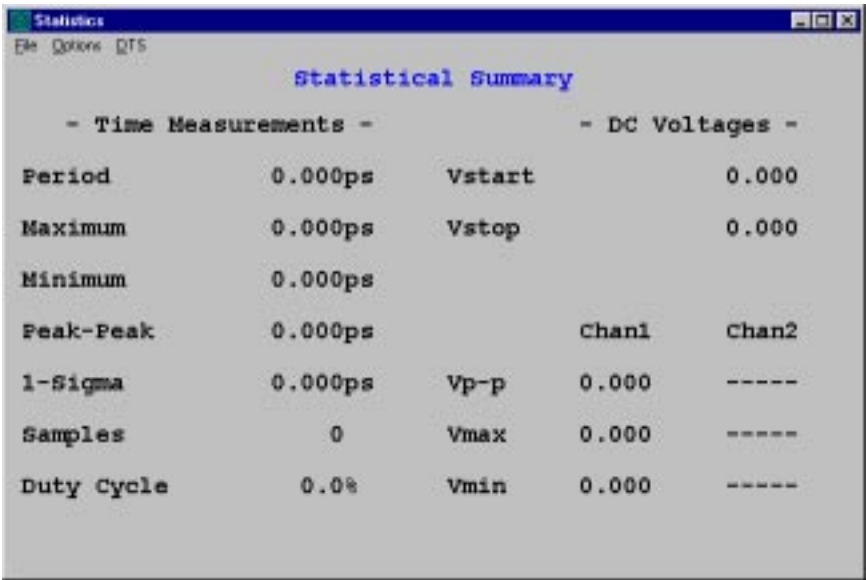 Statistics
File Options DTS
Statistical Summary
- Time Measurements - - DC Voltages -
Period 0.000ps Vstart 0.000
Maximum 0.000ps Vstop 0.000
Minimum 0.000ps
Peak-Peak 0.000ps Chan1 Chan2
1-Sigma 0.000ps Vp-p 0.000 -----
Samples 0 Vmax 0.000 -----
Duty Cycle 0.0% Vmin 0.000 -----